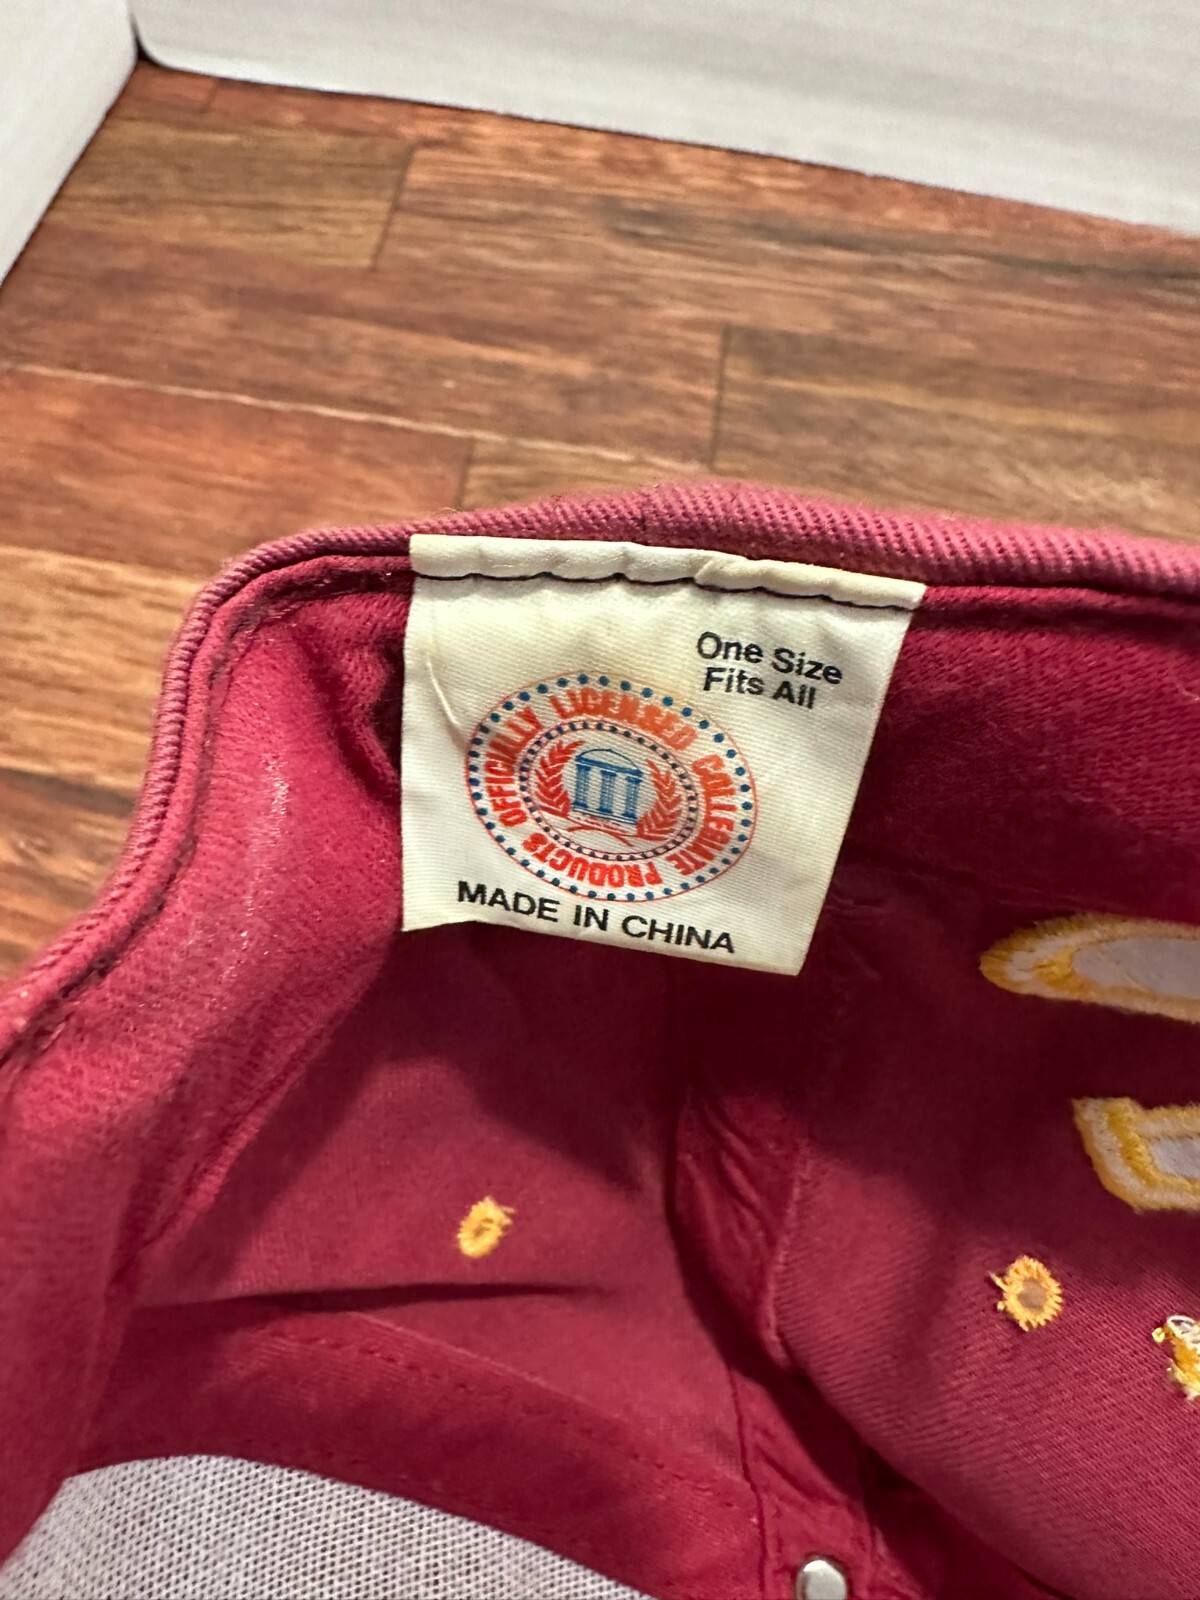 One Size
Fits All
OFFICIALLY LICENSED COLLEGIATE PRODUCTS
MADE IN CHINA